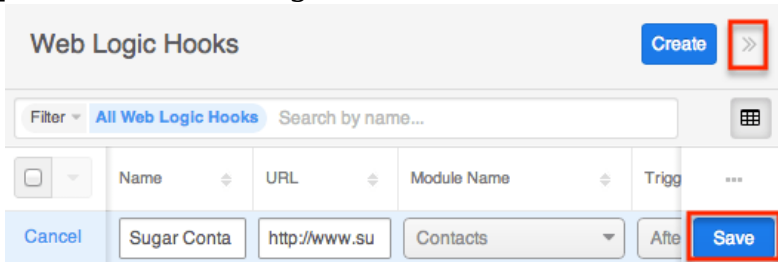 Web Logic Hooks Create
Filter All Web Logic Hooks Search by name...
Name URL Module Name Trigg
Cancel Sugar Conta http://www.su Contacts Afte Save